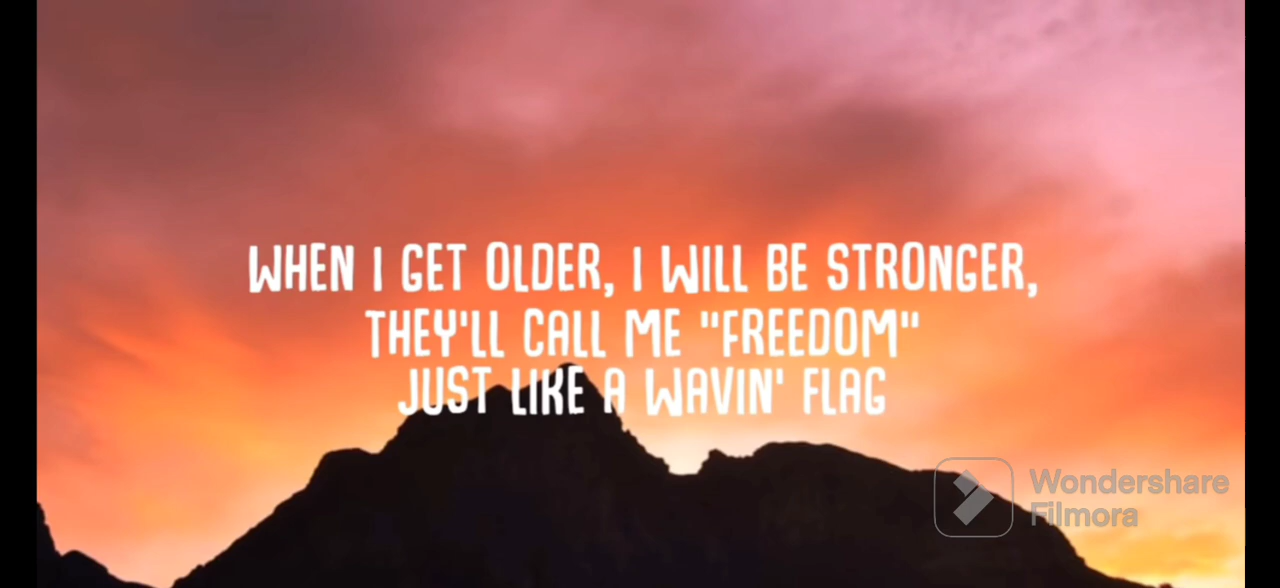 WHEN I GET OLDER, I WILL BE STRONGER,
THEY'LL CALL ME "FREEDOM"
JUST LIKE A WAVIN' FLAG
Wondershare
Filmora